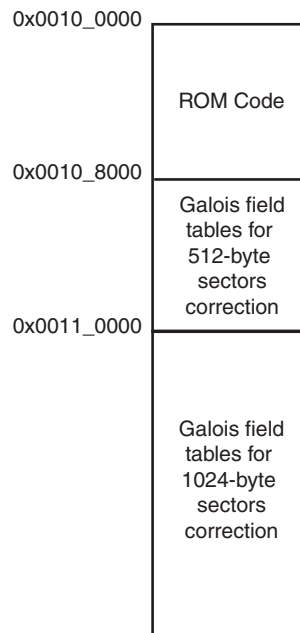 0x0010_0000
ROM Code
0x0010_8000
Galois field
tables for
512-byte
sectors
correction
0x0011_0000
Galois field
tables for
1024-byte
sectors
correction